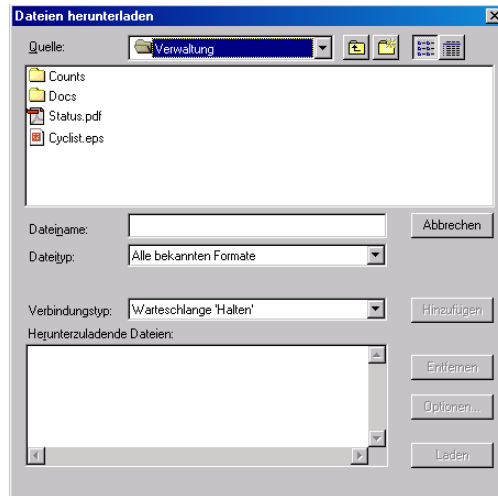 Dateien herunterladen
Quelle: Verwaltung
Counts
Docs
Status.pdf
Cyclist.eps
Dateiname:
Abbrechen
Dateityp: Alle bekannten Formate
Verbindungstyp: Warteschlange 'Halten'
Hinzufügen
Herunterzuladende Dateien:
Entfernen
Optionen...
Laden